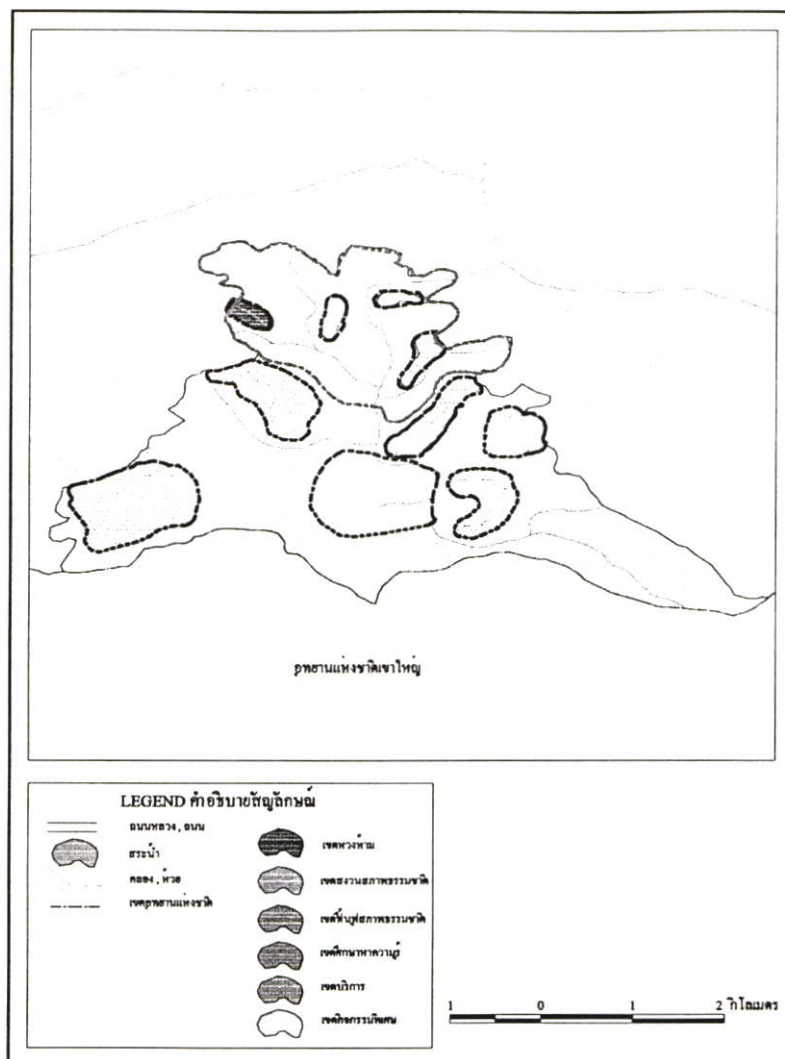 อุทยานแห่งชาติเขาใหญ่
LEGEND คำอธิบายสัญลักษณ์
ถนนหลวง , ถนน
สระน้ำ
คลอง , ห้วย
เขตอุทยานแห่งชาติ
เขตหวงห้าม
เขตสงวนสภาพธรรมชาติ
เขตฟื้นฟูสภาพธรรมชาติ
เขตศึกษาหาความรู้
เขตบริการ
เขตกิจกรรมพิเศษ
1 0 1 2 กิโลเมตร